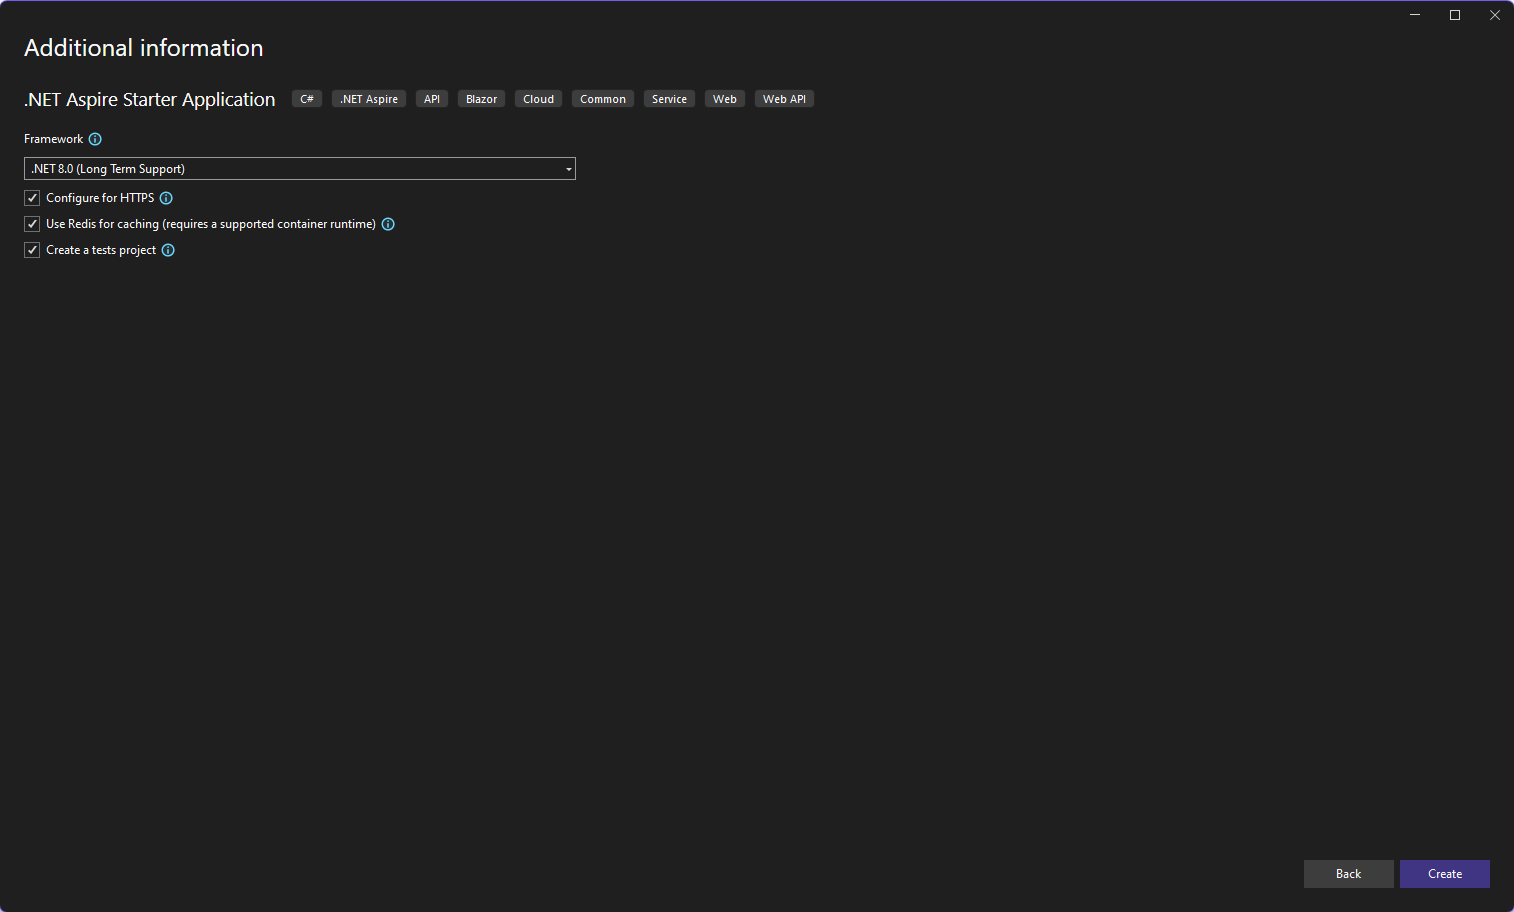 Additional information
.NET Aspire Starter Application C# .NET Aspire API Blazor Cloud Common Service Web Web API
Framework
.NET 8.0 (Long Term Support)
Configure for HTTPS
Use Redis for caching (requires a supported container runtime)
Create a tests project
Back Create